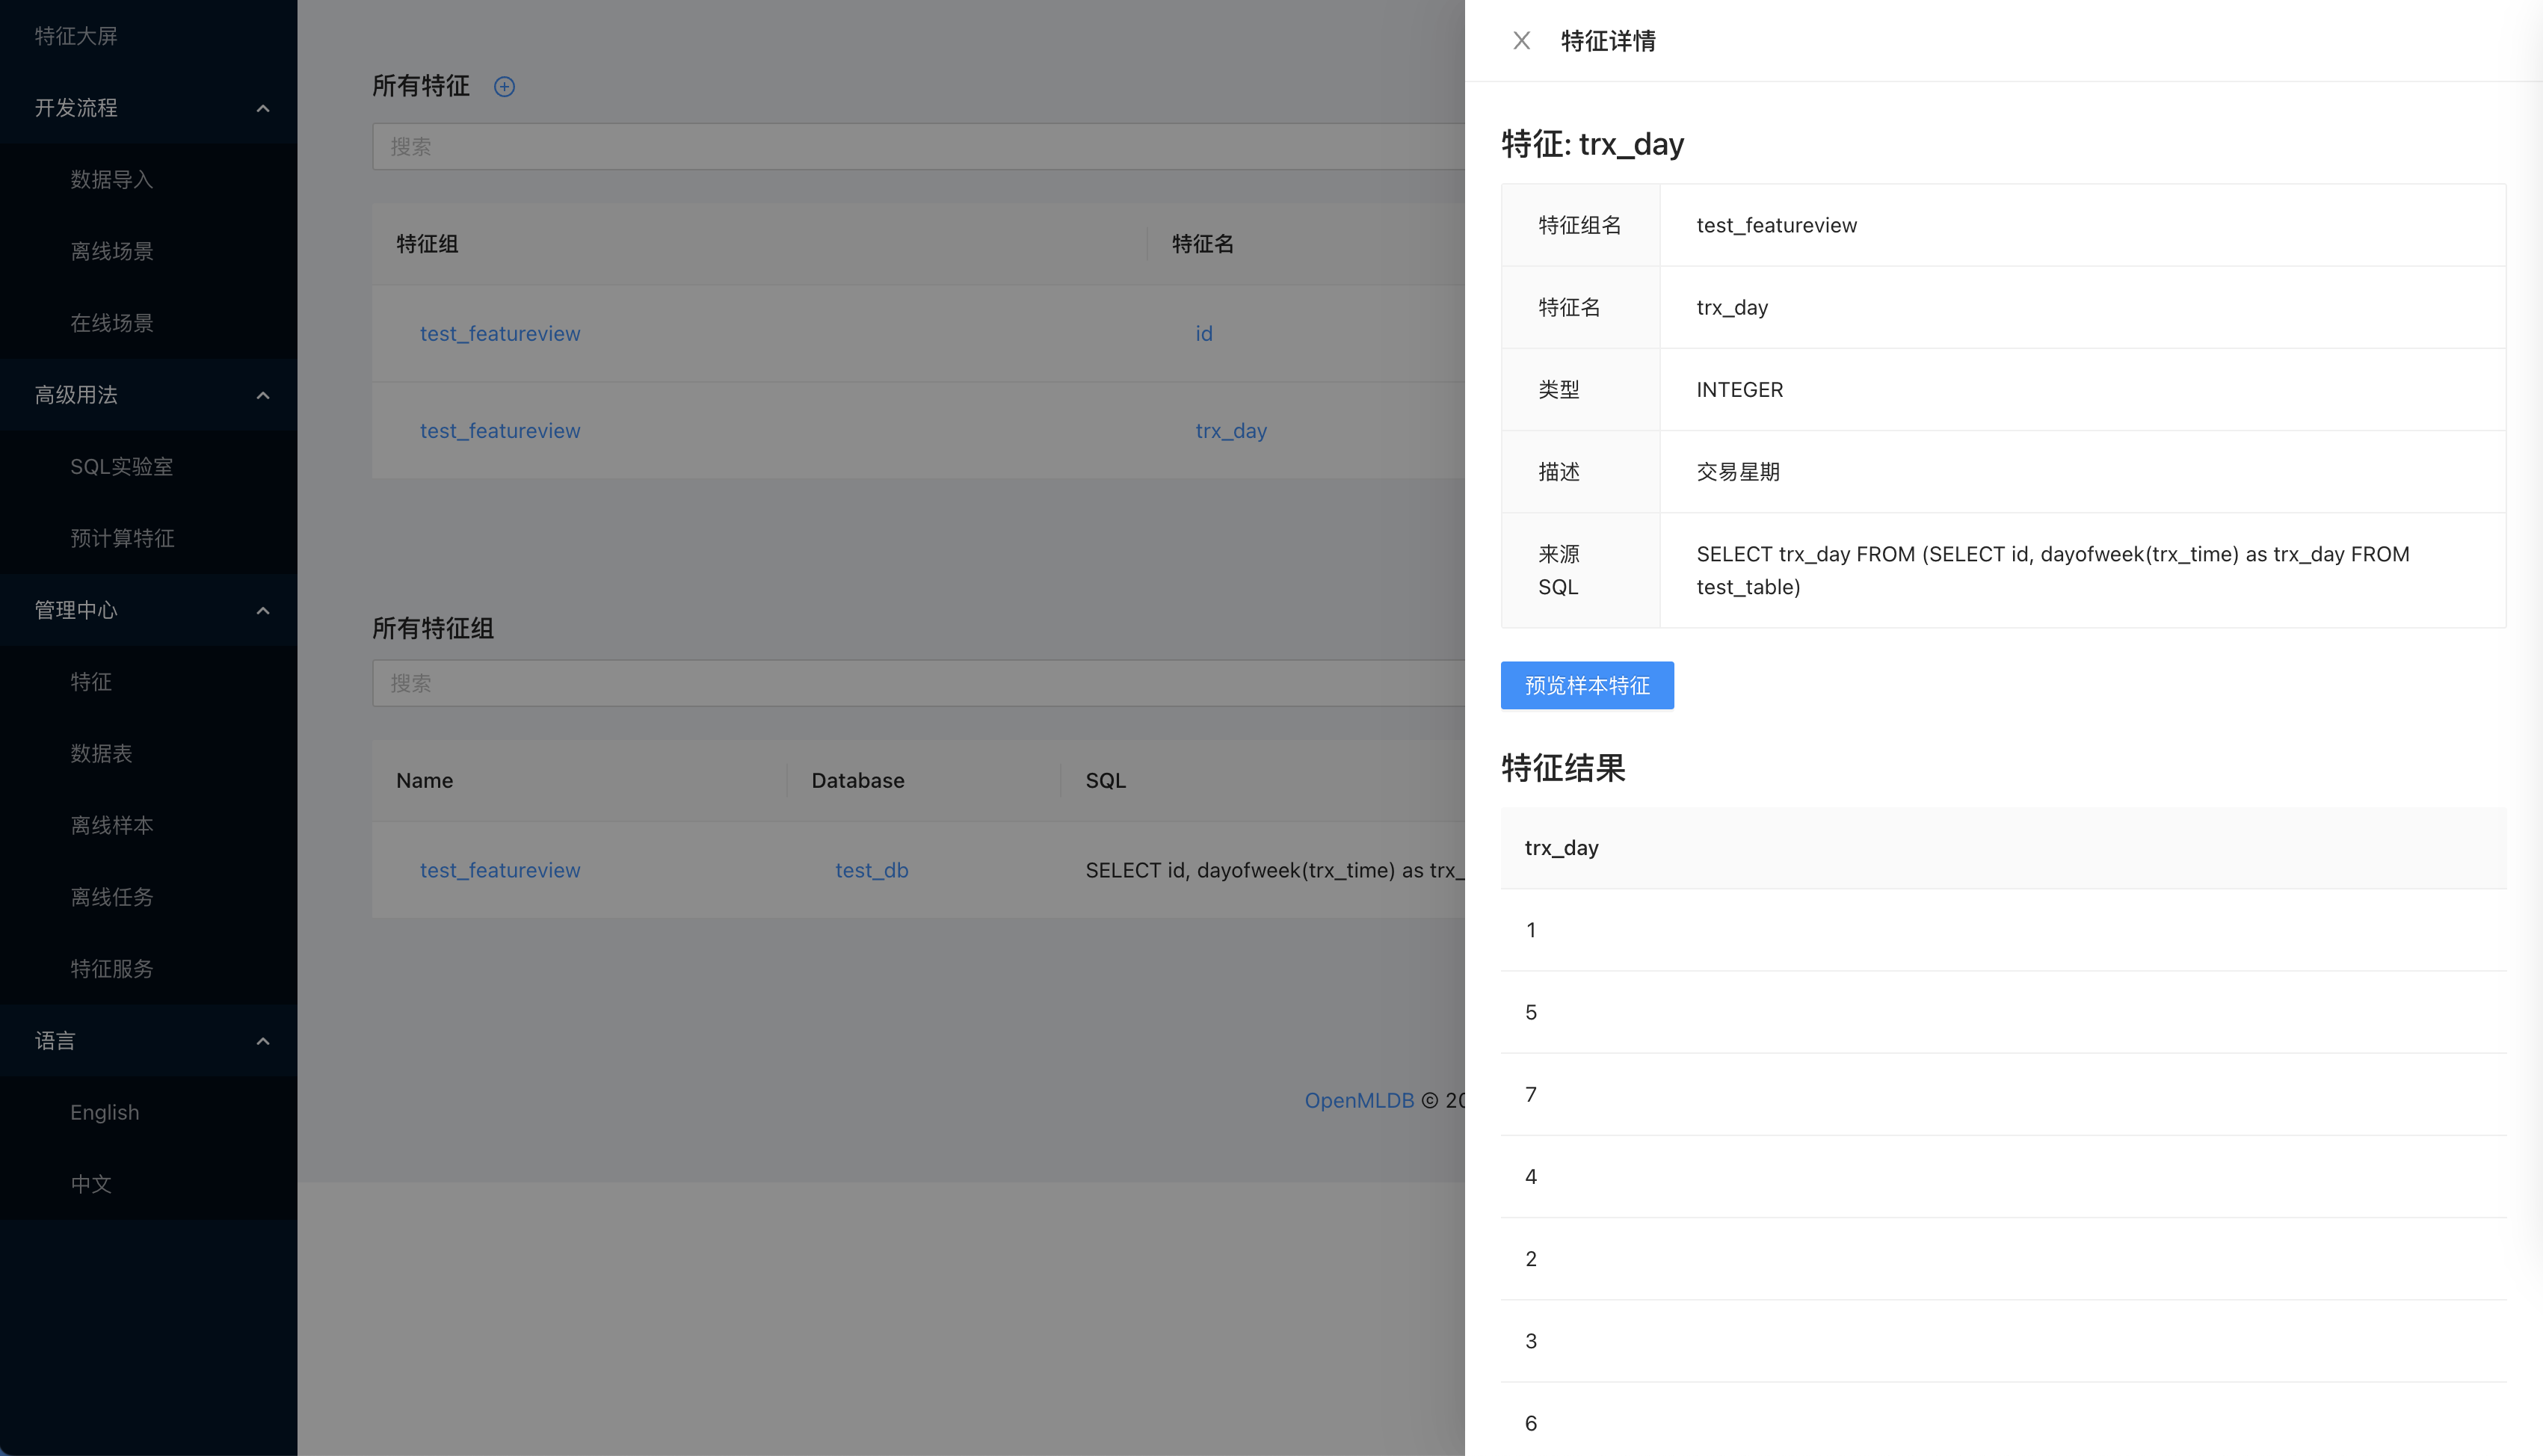 特征大屏
开发流程
数据导入
离线场景
在线场景
高级用法
SQL实验室
预计算特征
管理中心
特征
数据表
离线样本
离线任务
特征服务
语言
English
中文
所有特征
搜索
特征组 特征名
test_featureview id
test_featureview trx_day
所有特征组
搜索
Name Database SQL
test_featureview test_db SELECT id, dayofweek(trx_time) as trx_
OpenMLDB © 20
特征详情
特征: trx_day
特征组名 test_featureview
特征名 trx_day
类型 INTEGER
描述 交易星期
来源 SELECT trx_day FROM (SELECT id, dayofweek(trx_time) as trx_day FROM
SQL test_table)
预览样本特征
特征结果
trx_day
1
5
7
4
2
3
6